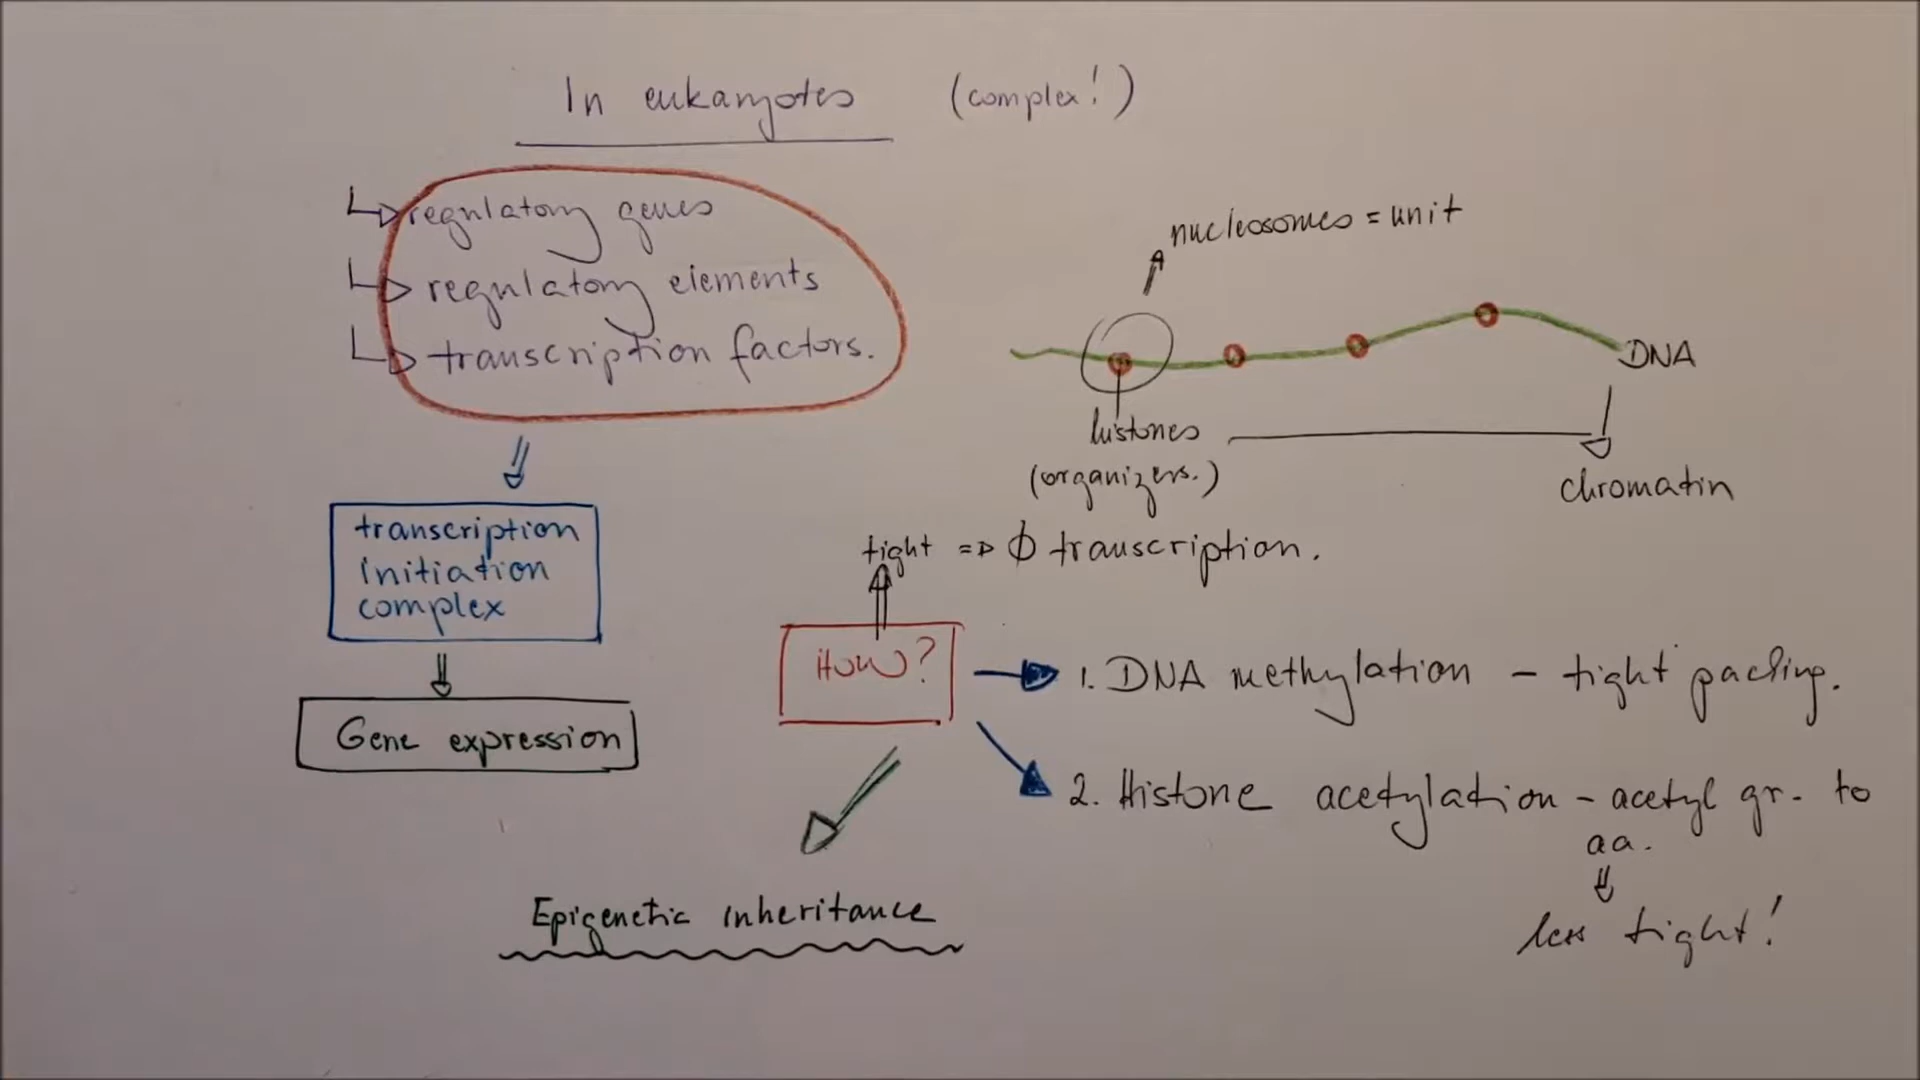 In eukaryotes (complex!)
regulatory genes
regulatory elements
transcription factors.
transcription
initiation
complex
Gene expression
nucleosomes = unit
DNA
histones
(organizers.)
chromatin
tight => ϕ transcription.
How?
1. DNA methylation - tight packing.
2. Histone acetylation - acetyl gr. to
aa.
less tight!
Epigenetic inheritance